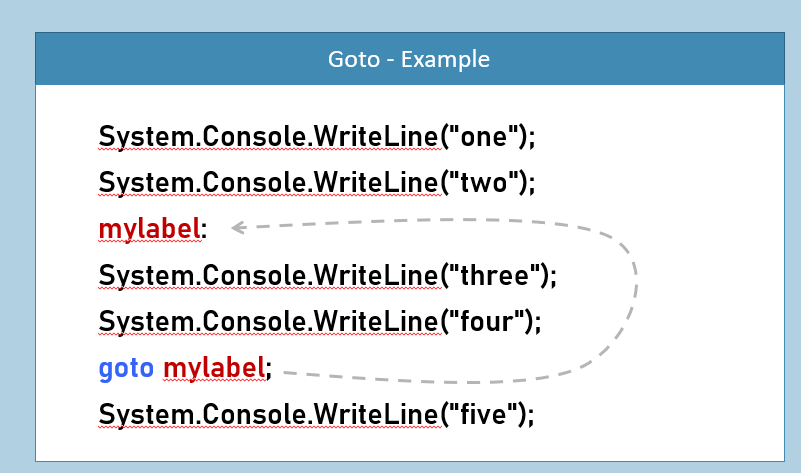 Goto - Example
System.Console.WriteLine("one");
System.Console.WriteLine("two");
mylabel:
System.Console.WriteLine("three");
System.Console.WriteLine("four");
goto mylabel;
System.Console.WriteLine("five");